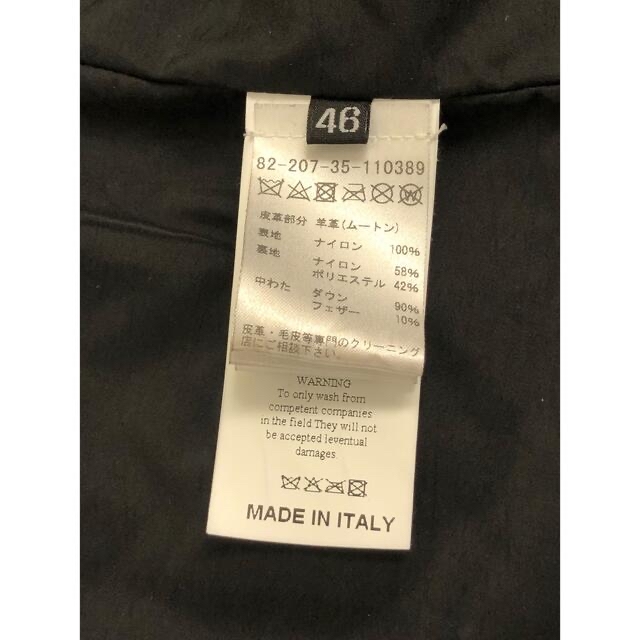 46
82-207-35-110389
皮革部分 羊革(ムートン)
表地 ナイロン 100%
裏地 ナイロン 58%
ポリエステル 42%
中わた ダウン 90%
フェザー 10%
皮革・毛皮等専門のクリーニング
店にご相談下さい。
WARNING
To only wash from
competent companies
in the field They will not
be accepted leventual
damages.
MADE IN ITALY